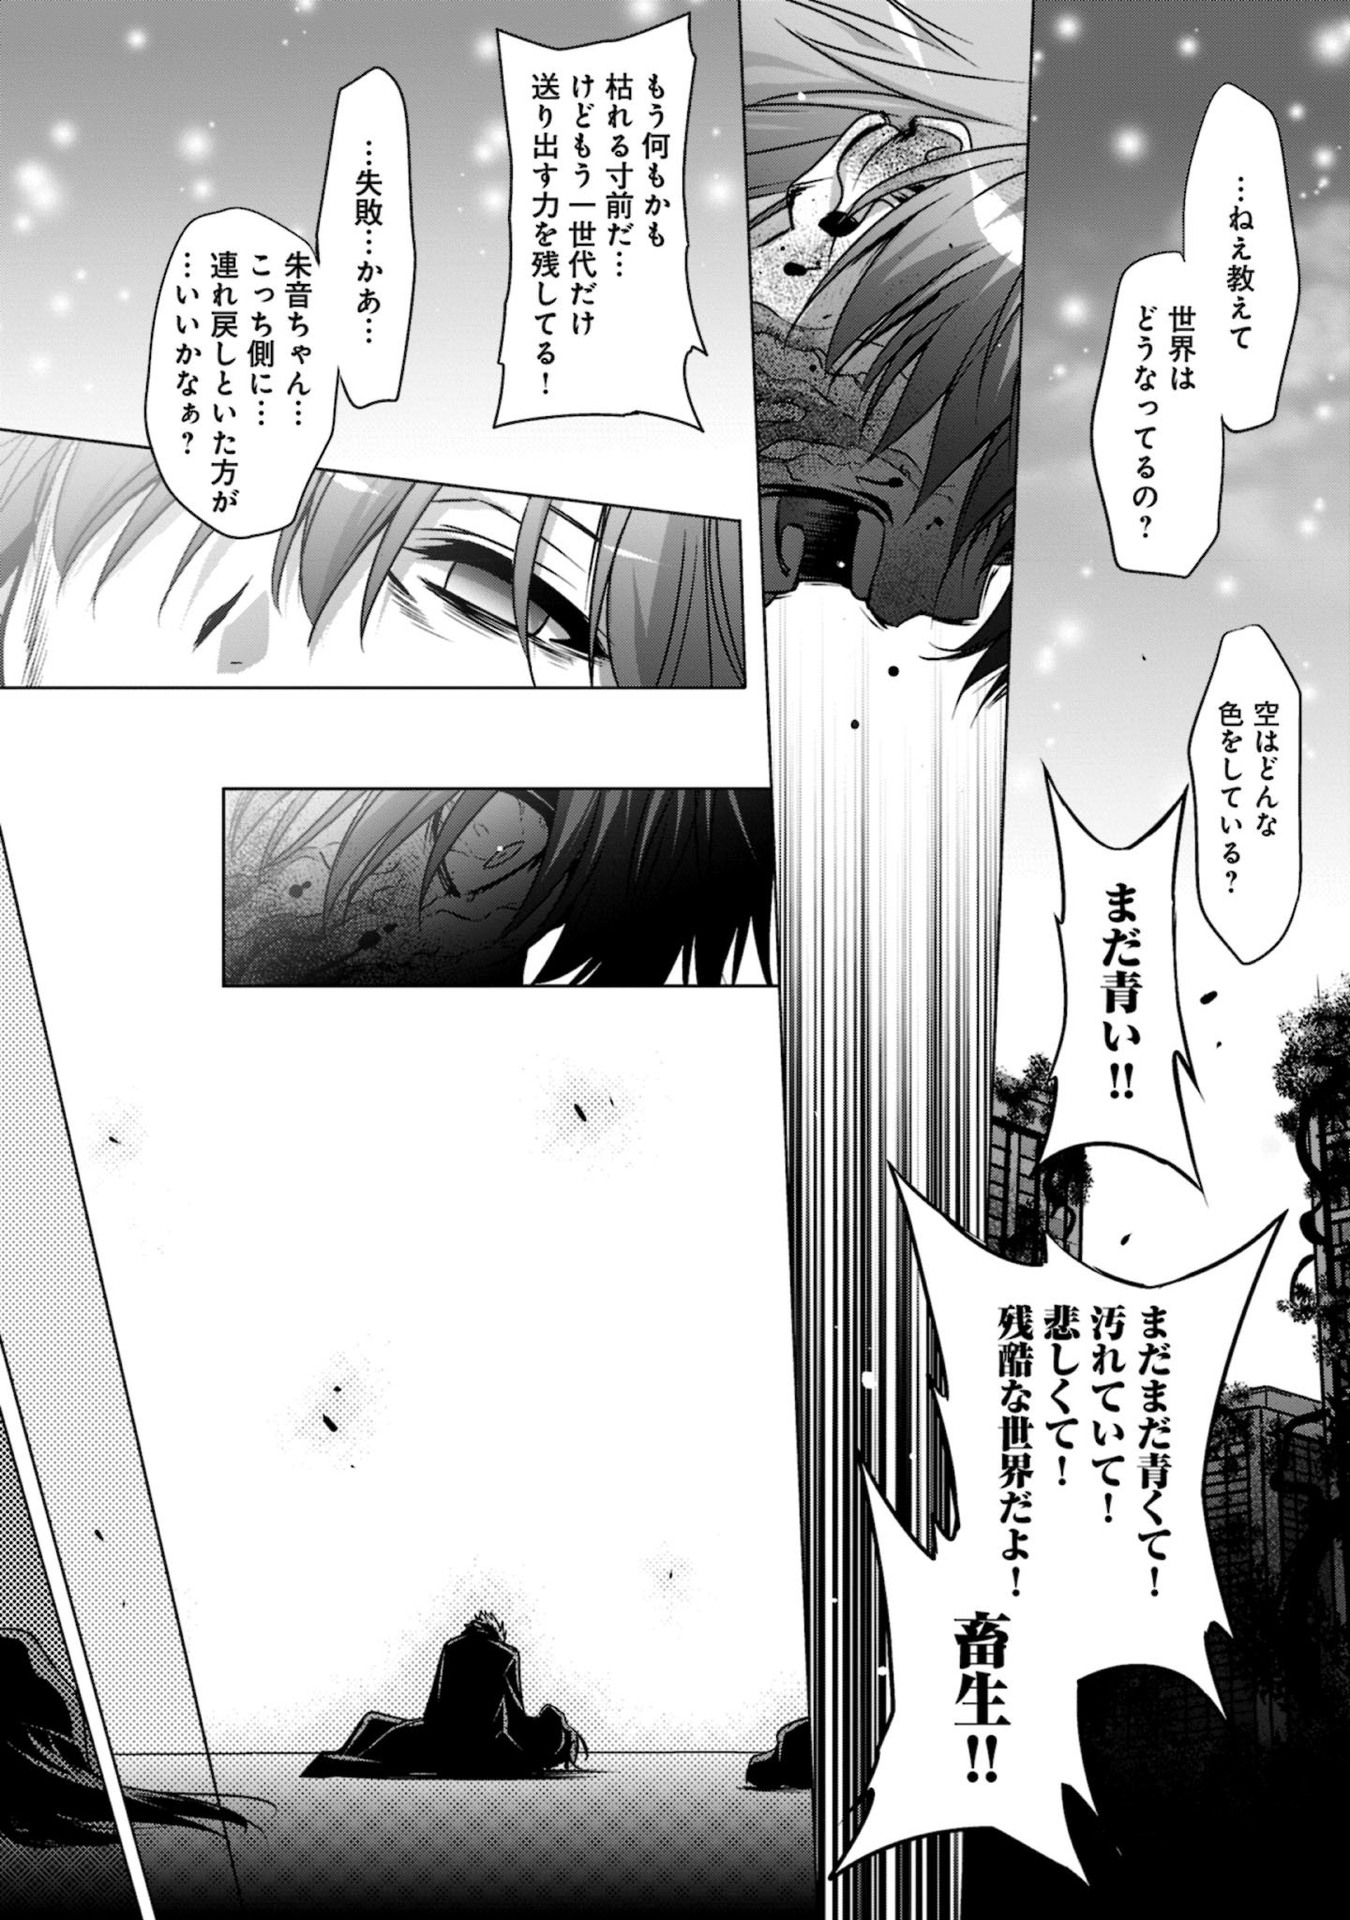 …ねえ教えて
世界は
どうなってるの？
空はどんな
色をしている？
まだ青い!!
まだまだ青くて！
汚れていて！
悲しくて！
残酷な世界だよ！
畜生!!
もう何もかも
枯れる寸前だ…
けどもう一世代だけ
送り出す力を残してる！
…失敗…かあ…
朱音ちゃん…
こっち側に…
連れ戻しといた方が
…いいかなぁ？